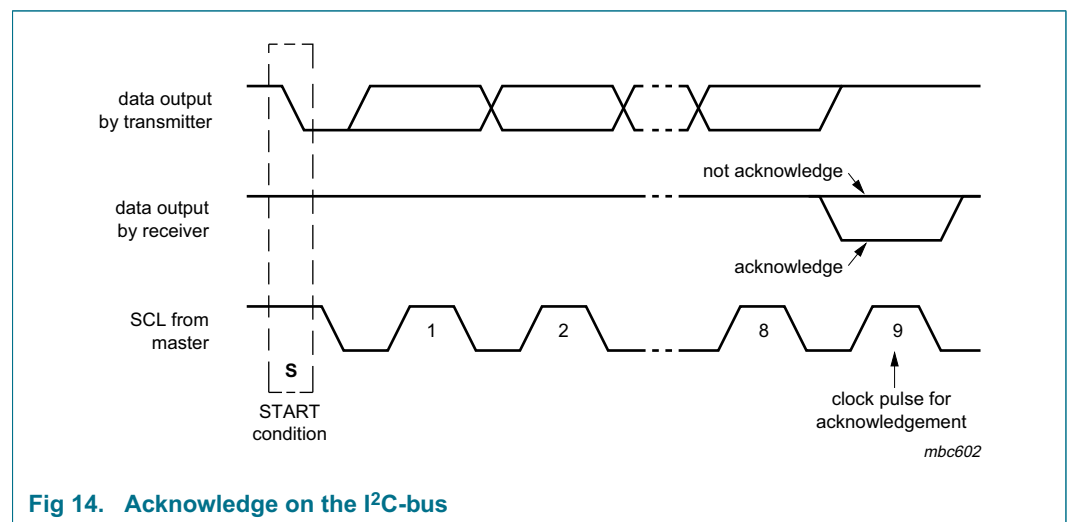 data output
by transmitter
not acknowledge
data output
by receiver
acknowledge
SCL from
master
1
2
8
9
S
START
condition
clock pulse for
acknowledgement
mbc602
Fig 14. Acknowledge on the I²C-bus